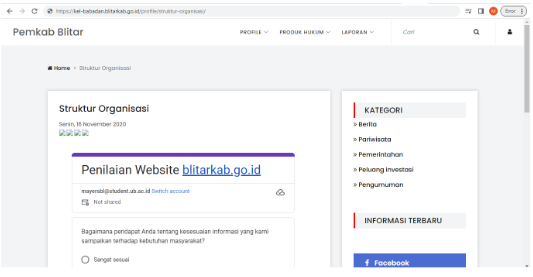 https://kel-babadan.blitarkab.go.id/profile/struktur-organisasi/
Error
Pemkab Blitar
PROFILE
PRODUK HUKUM
LAPORAN
Cari
Home > Struktur Organisasi
Struktur Organisasi
Senin, 16 November 2020
Penilaian Website blitarkab.go.id
mayersbl@student.ub.ac.id Switch account
Not shared
Bagaimana pendapat Anda tentang kesesuaian informasi yang kami
sampaikan terhadap kebutuhan masyarakat?
Sangat sesuai
KATEGORI
» Berita
» Pariwisata
» Pemerintahan
» Peluang investasi
» Pengumuman
INFORMASI TERBARU
Facebook